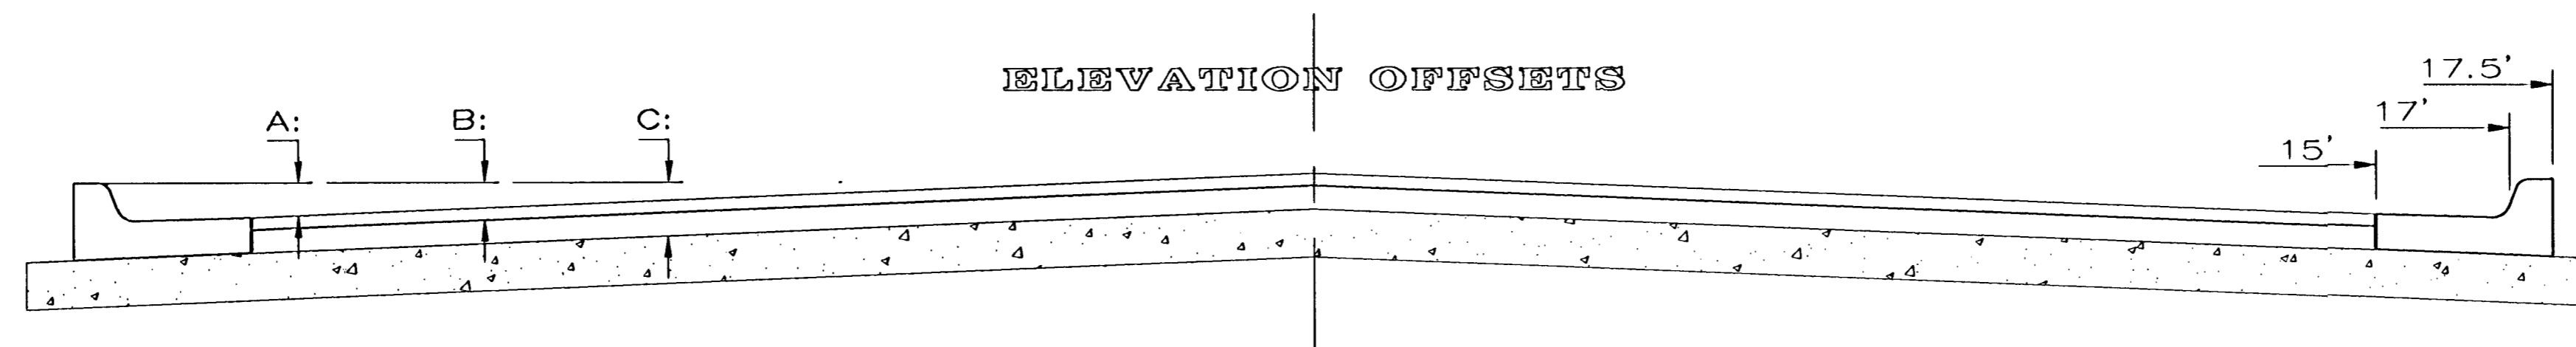 ELEVATION OFFSETS
17.5'
17'
A: B: C:
15'